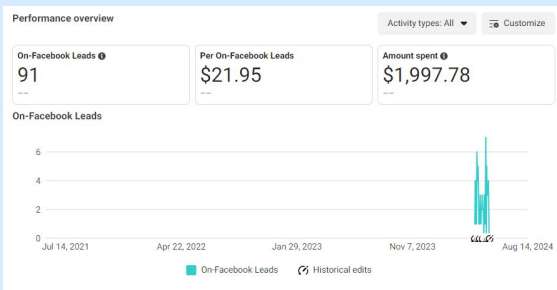 Performance overview
Activity types: All
Customize
On-Facebook Leads
91
--
Per On-Facebook Leads
$21.95
--
Amount spent
$1,997.78
--
On-Facebook Leads
6
4
2
0
Jul 14, 2021 Apr 22, 2022 Jan 29, 2023 Nov 7, 2023 Aug 14, 2024
On-Facebook Leads Historical edits